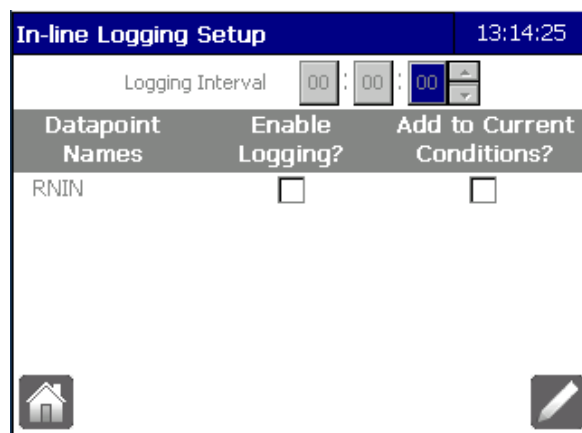 In-line Logging Setup 13:14:25
Logging Interval 00 : 00 : 00
Datapoint Enable Add to Current
Names Logging? Conditions?
RNIN